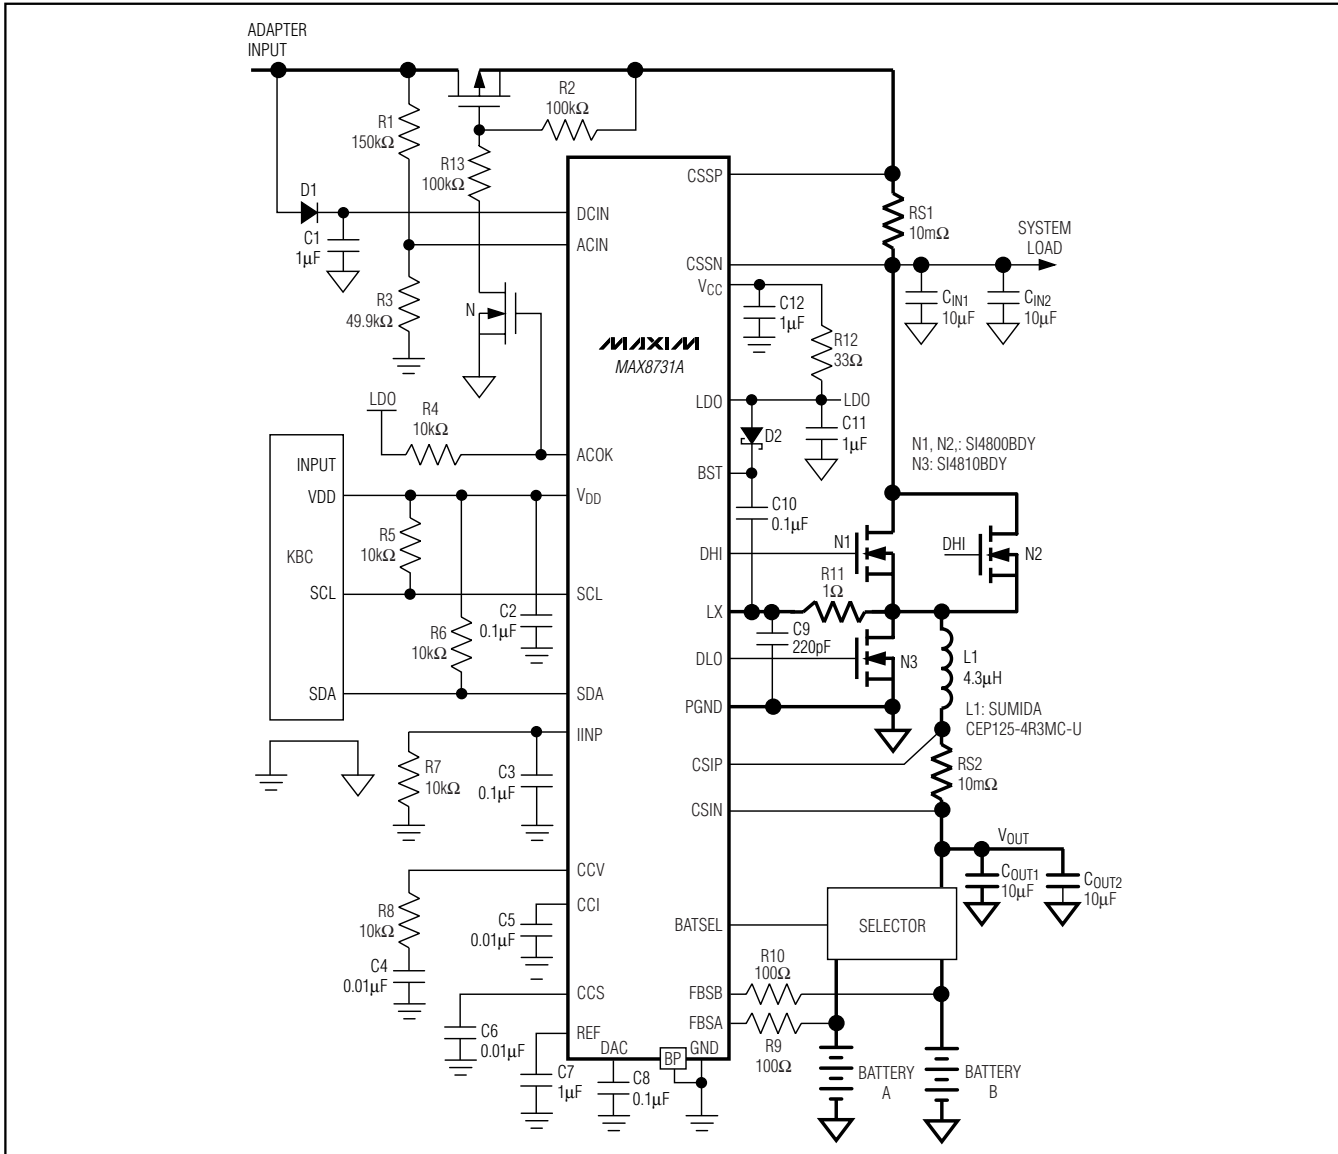 ADAPTER
INPUT
R1
150kΩ
R2
100kΩ
R13
100kΩ
D1
C1
1μF
R3
49.9kΩ
N
LDO
R4
10kΩ
INPUT
VDD
KBC
SCL
SDA
R5
10kΩ
R6
10kΩ
C2
0.1μF
R7
10kΩ
C3
0.1μF
R8
10kΩ
C4
0.01μF
C5
0.01μF
C6
0.01μF
C7
1μF
C8
0.1μF
DCIN
ACIN
ACOK
VDD
SCL
SDA
IINP
CCV
CCI
CCS
REF
DAC
BP
GND
MAXIM
MAX8731A
CSSP
CSSN
VCC
LDO
BST
DHI
LX
DLO
PGND
CSIP
CSIN
BATSEL
FBSB
FBSA
RS1
10mΩ
SYSTEM
LOAD
CIN1
10μF
CIN2
10μF
C12
1μF
R12
33Ω
LDO
C11
1μF
D2
C10
0.1μF
N1, N2,: SI4800BDY
N3: SI4810BDY
N1
DHI
N2
R11
1Ω
C9
220pF
N3
L1
4.3μH
L1: SUMIDA
CEP125-4R3MC-U
RS2
10mΩ
VOUT
COUT1
10μF
COUT2
10μF
SELECTOR
R10
100Ω
R9
100Ω
BATTERY
A
BATTERY
B